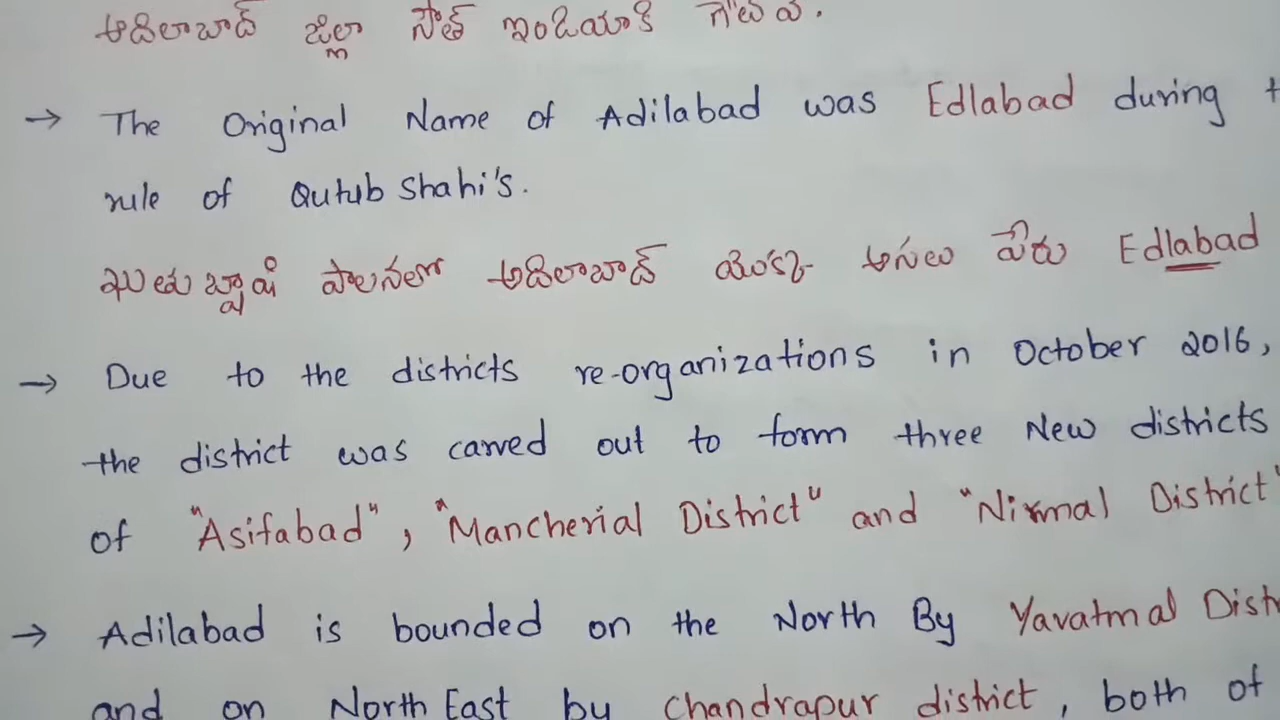 ఆదిలాబాద్ జిల్లా సౌత్ ఇండియాకి
→ The Original Name of Adilabad was Edlabad during
rule of Qutub Shahi's.
పాలనలో ఆదిలాబాద్ యొక్క అసలు పేరు Edlabad
→ Due to the districts re-organizations in October 2016,
the district was carved out to form three New districts
of "Asifabad", "Mancherial District" and "Nirmal District"
→ Adilabad is bounded on the North By Yavatmal
and on North East by Chandrapur district, both of